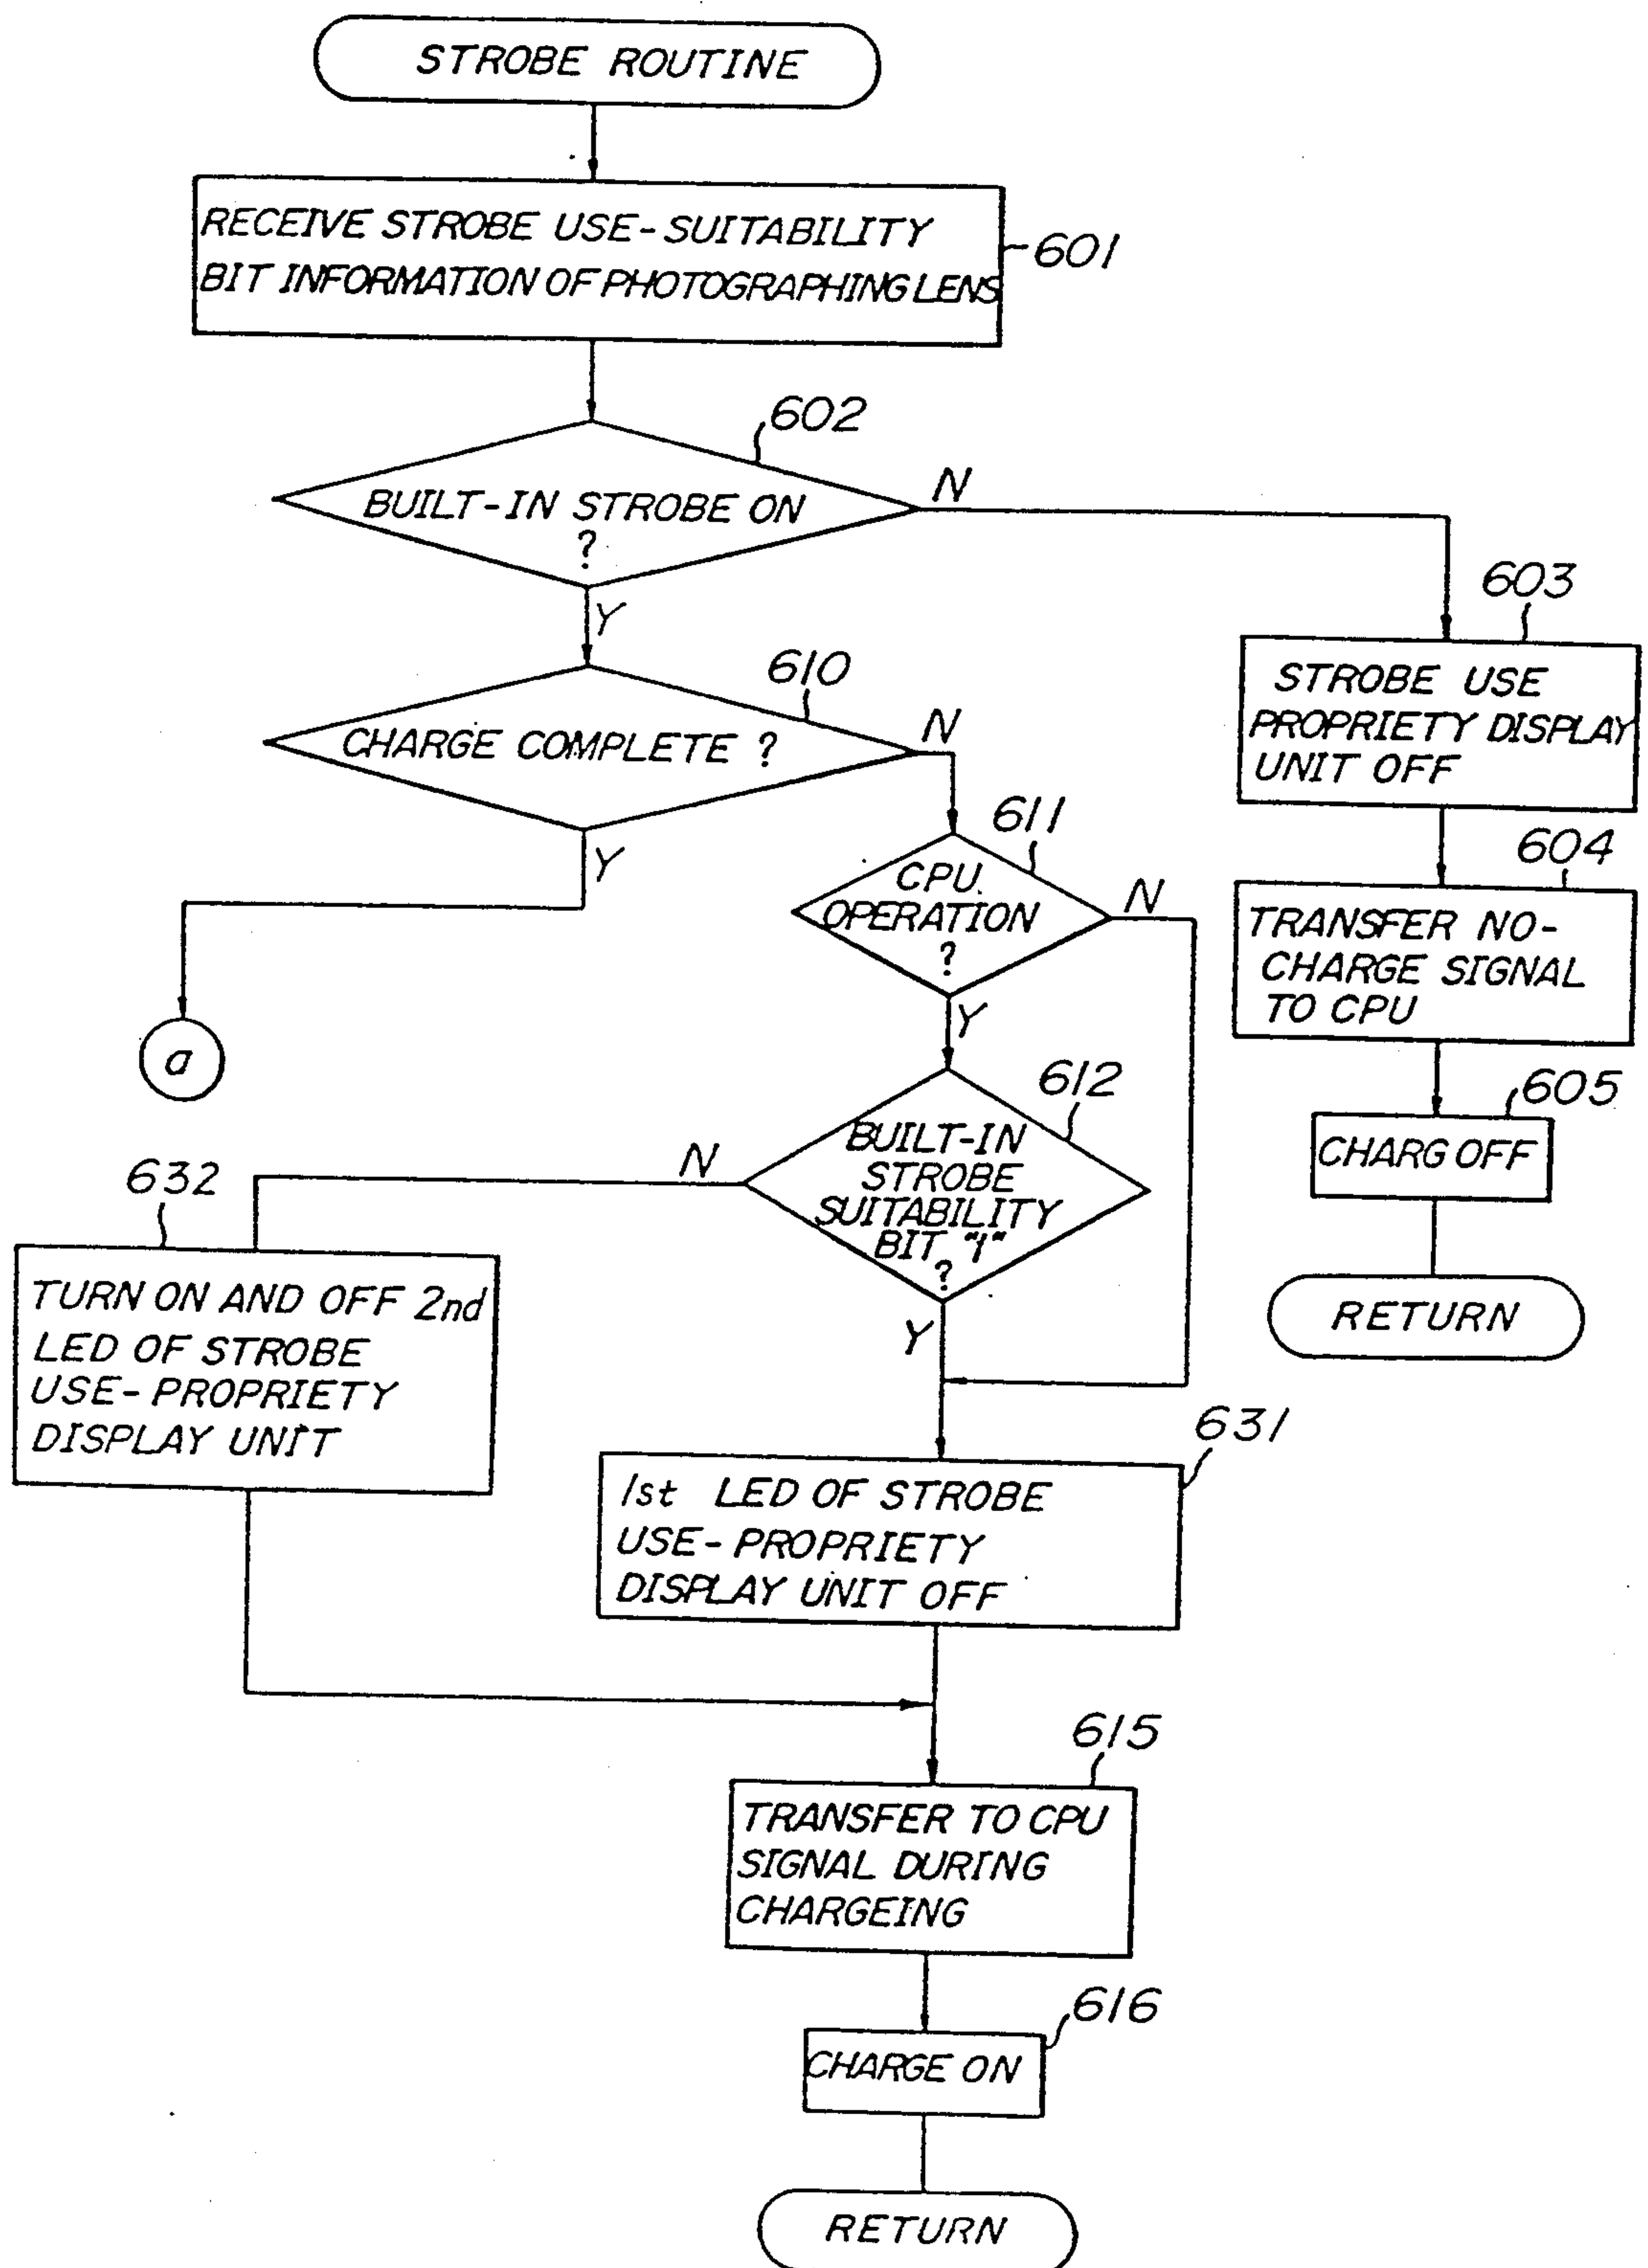 STROBE ROUTINE
RECEIVE STROBE USE-SUITABILITY
BIT INFORMATION OF PHOTOGRAPHING LENS
601
602
BUILT-IN STROBE ON
?
N
Y
603
STROBE USE
PROPRIETY DISPLAY
UNIT OFF
610
CHARGE COMPLETE ?
N
Y
a
604
TRANSFER NO-
CHARGE SIGNAL
TO CPU
611
CPU
OPERATION
?
N
Y
605
CHARG OFF
RETURN
612
BUILT-IN
STROBE
SUITABILITY
BIT "1"
?
N
Y
632
TURN ON AND OFF 2nd
LED OF STROBE
USE-PROPRIETY
DISPLAY UNIT
631
1st LED OF STROBE
USE-PROPRIETY
DISPLAY UNIT OFF
615
TRANSFER TO CPU
SIGNAL DURING
CHARGEING
616
CHARGE ON
RETURN